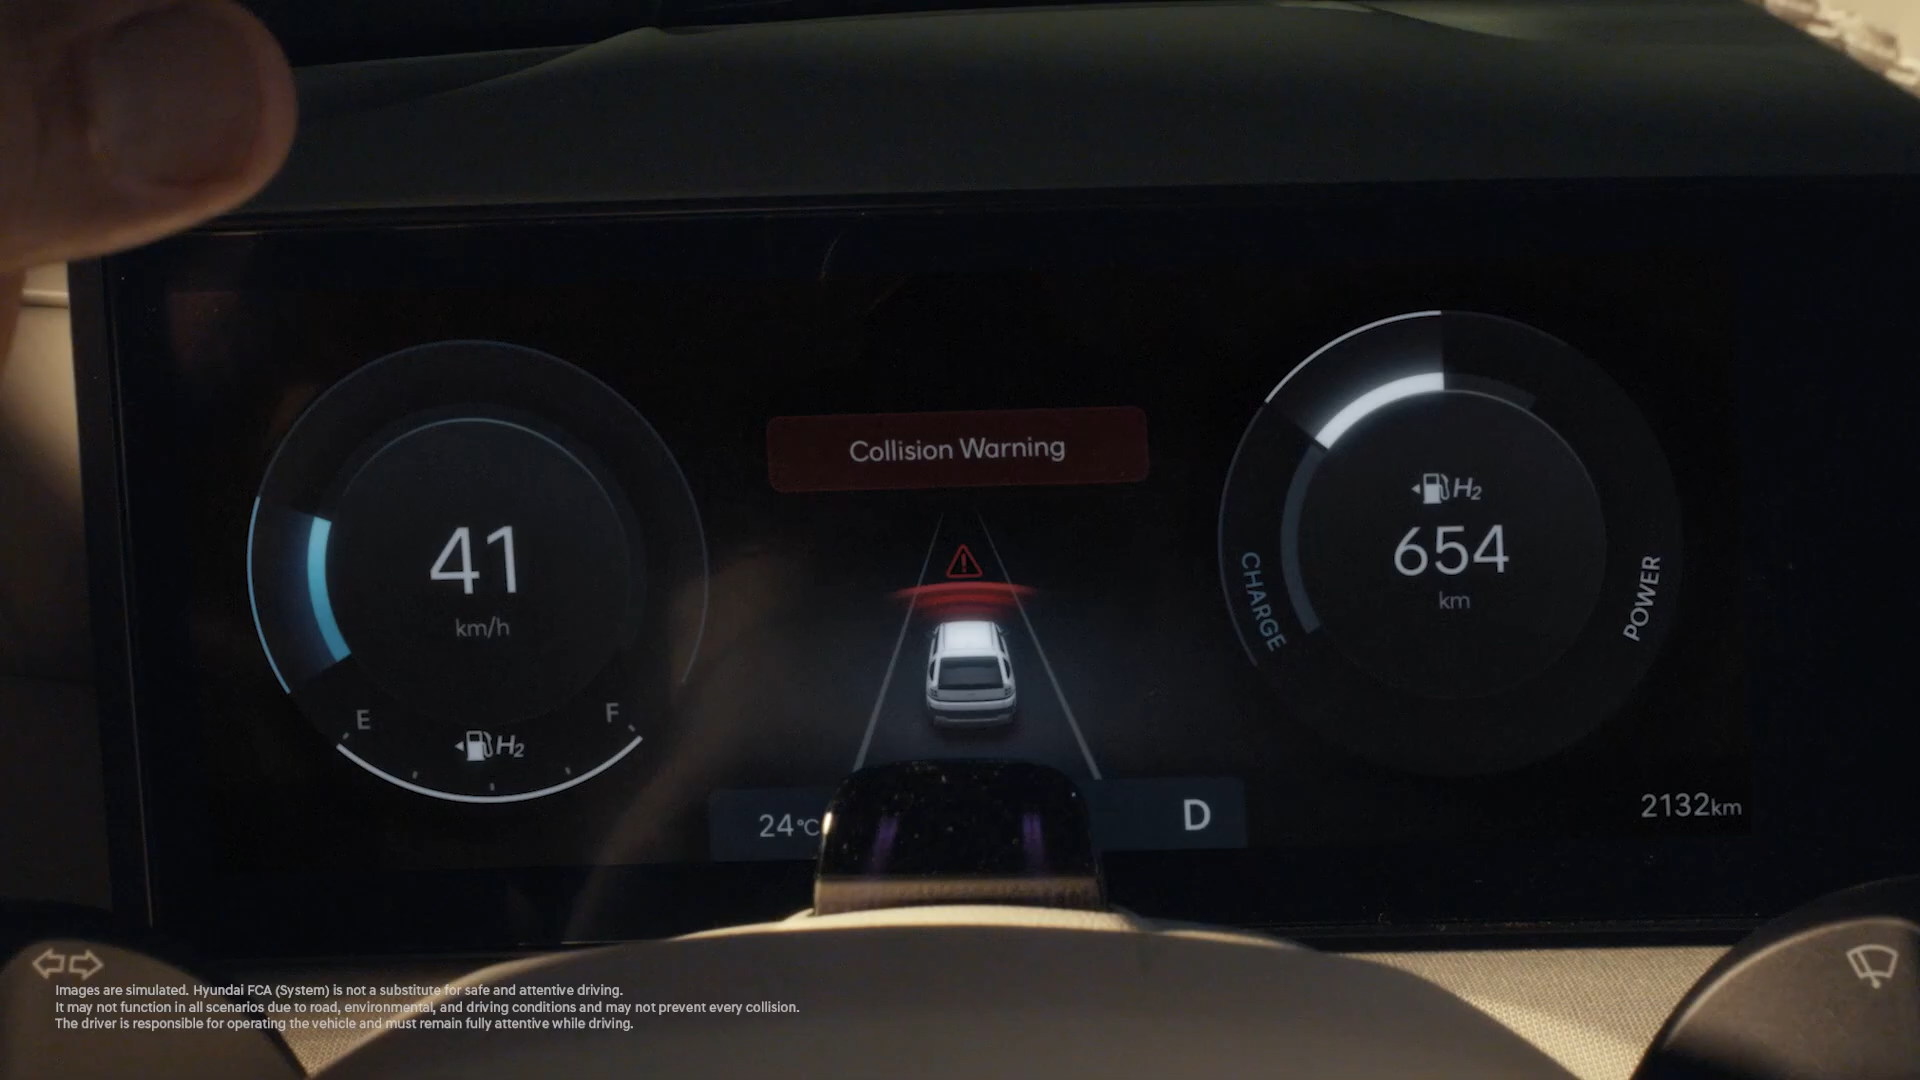 Collision Warning
41
km/h
E
F
H2
H2
654
km
CHARGE
POWER
24°C
D
2132km
Images are simulated. Hyundai FCA (System) is not a substitute for safe and attentive driving.
It may not function in all scenarios due to road, environmental, and driving conditions and may not prevent every collision.
The driver is responsible for operating the vehicle and must remain fully attentive while driving.